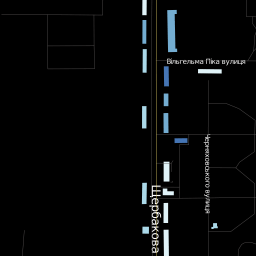 Вільгельма Піка вулиця
Черняховського вулиця
Щербакова